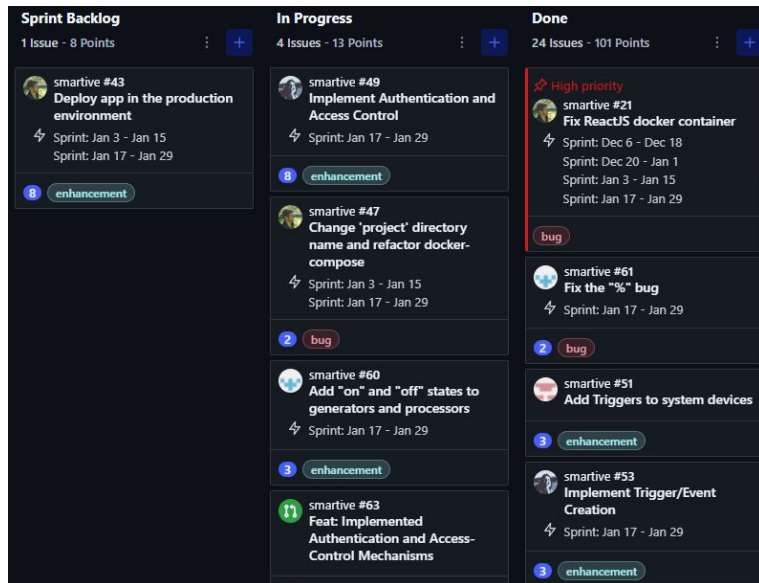 Sprint Backlog
1 Issue - 8 Points
smartive #43
Deploy app in the production
environment
Sprint: Jan 3 - Jan 15
Sprint: Jan 17 - Jan 29
8 enhancement
In Progress
4 Issues - 13 Points
smartive #49
Implement Authentication and
Access Control
Sprint: Jan 17 - Jan 29
8 enhancement
smartive #47
Change 'project' directory
name and refactor docker-
compose
Sprint: Jan 3 - Jan 15
Sprint: Jan 17 - Jan 29
2 bug
smartive #60
Add "on" and "off" states to
generators and processors
Sprint: Jan 17 - Jan 29
3 enhancement
smartive #63
Feat: Implemented
Authentication and Access-
Control Mechanisms
Done
24 Issues - 101 Points
High priority
smartive #21
Fix ReactJS docker container
Sprint: Dec 6 - Dec 18
Sprint: Dec 20 - Jan 1
Sprint: Jan 3 - Jan 15
Sprint: Jan 17 - Jan 29
bug
smartive #61
Fix the "%" bug
Sprint: Jan 17 - Jan 29
2 bug
smartive #51
Add Triggers to system devices
3 enhancement
smartive #53
Implement Trigger/Event
Creation
Sprint: Jan 17 - Jan 29
3 enhancement